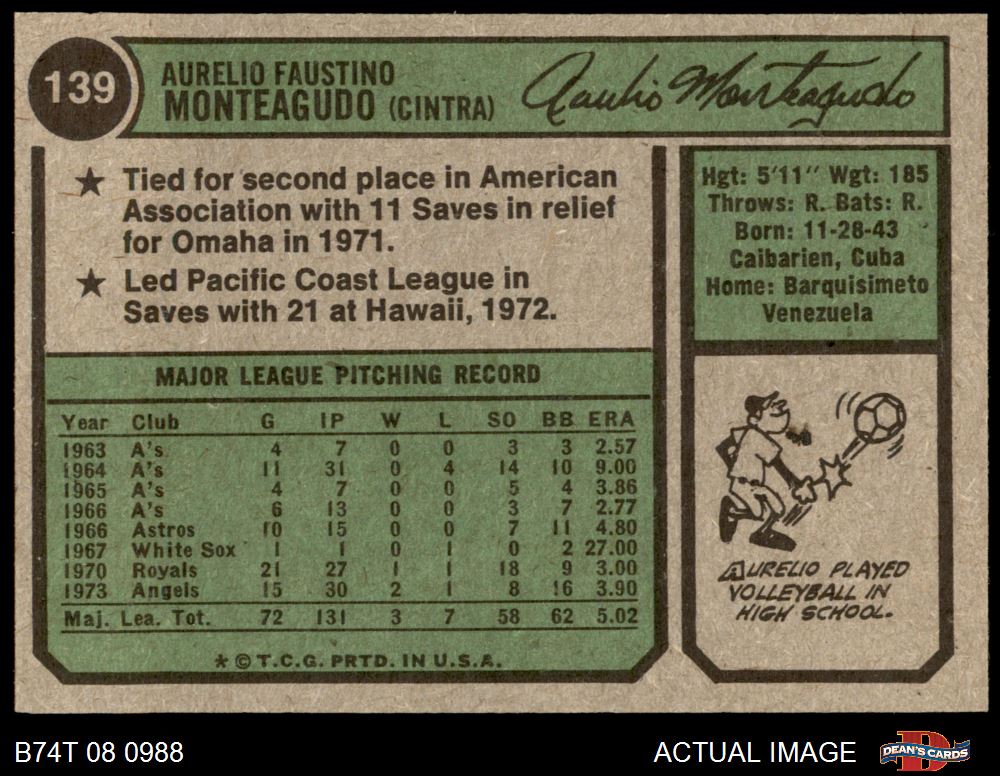 139
AURELIO FAUSTINO
MONTEAGUDO (CINTRA)
Aurelio Monteagudo
★ Tied for second place in American
Association with 11 Saves in relief
for Omaha in 1971.
★ Led Pacific Coast League in
Saves with 21 at Hawaii, 1972.
Hgt: 5'11" Wgt: 185
Throws: R. Bats: R.
Born: 11-28-43
Caibarien, Cuba
Home: Barquisimeto
Venezuela
MAJOR LEAGUE PITCHING RECORD
Year Club G IP W L SO BB ERA
1963 A's 4 7 0 0 3 3 2.57
1964 A's 11 31 0 4 14 10 9.00
1965 A's 4 7 0 0 5 4 3.86
1966 A's 6 13 0 0 3 7 2.77
1966 Astros 10 15 0 0 7 11 4.80
1967 White Sox 1 1 0 1 0 2 27.00
1970 Royals 21 27 1 1 18 9 3.00
1973 Angels 15 30 2 1 8 16 3.90
Maj. Lea. Tot. 72 131 3 7 58 62 5.02
* © T.C.G. PRTD. IN U.S.A.
AURELIO PLAYED
VOLLEYBALL IN
HIGH SCHOOL.
B74T 08 0988
ACTUAL IMAGE
D
DEAN'S CARDS